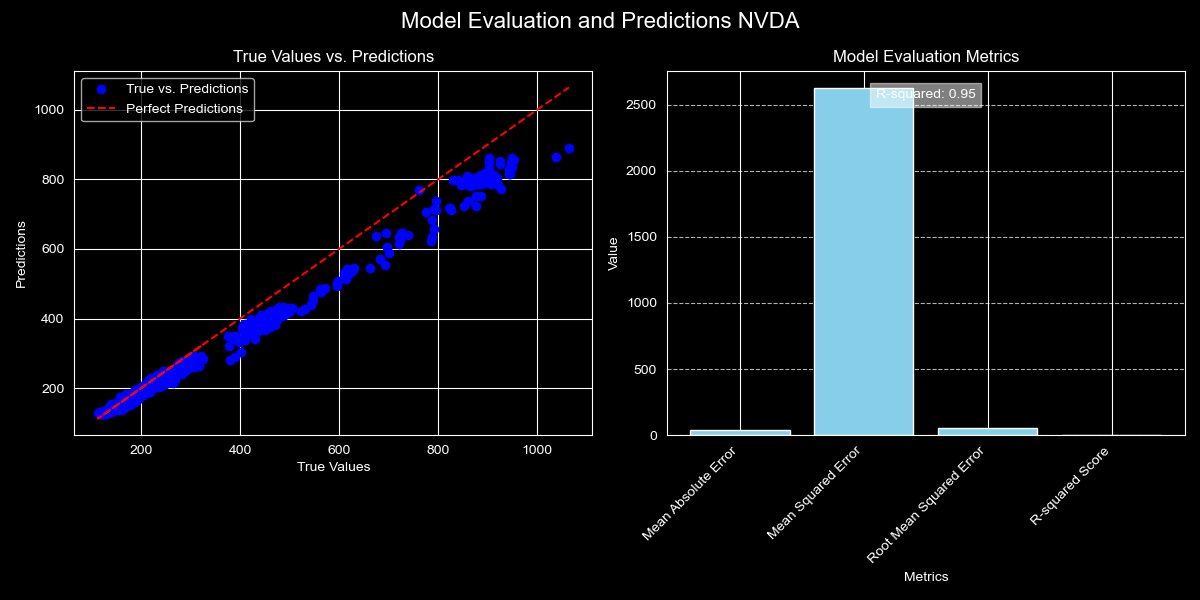 Model Evaluation and Predictions NVDA
True Values vs. Predictions
True vs. Predictions
Perfect Predictions
1000
800
600
400
200
Predictions
200 400 600 800 1000
True Values
Model Evaluation Metrics
R-squared: 0.95
2500
2000
1500
1000
500
0
Value
Mean Absolute Error
Mean Squared Error
Root Mean Squared Error
R-squared Score
Metrics